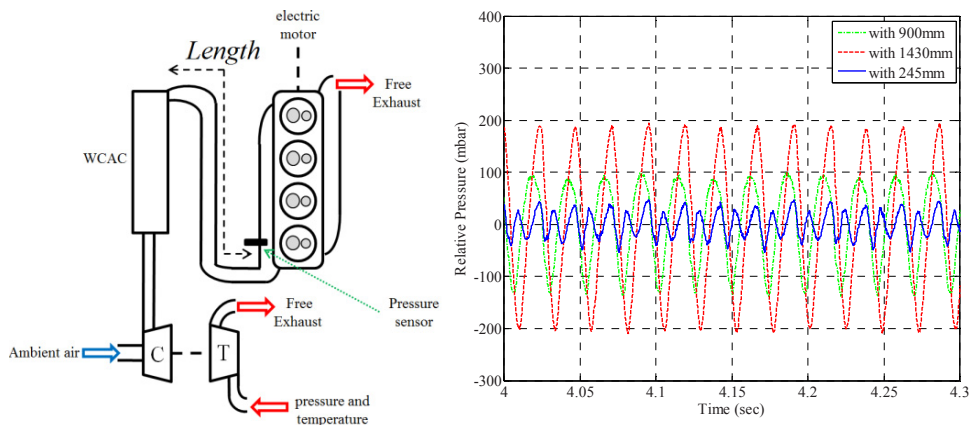 electric
motor
Length
Free
Exhaust
WCAC
Free
Exhaust
Pressure
sensor
Ambient air
C
T
pressure and
temperature
Relative Pressure (mbar)
400
300
200
100
0
-100
-200
-300
4
4.05
4.1
4.15
4.2
4.25
4.3
Time (sec)
with 900mm
with 1430mm
with 245mm